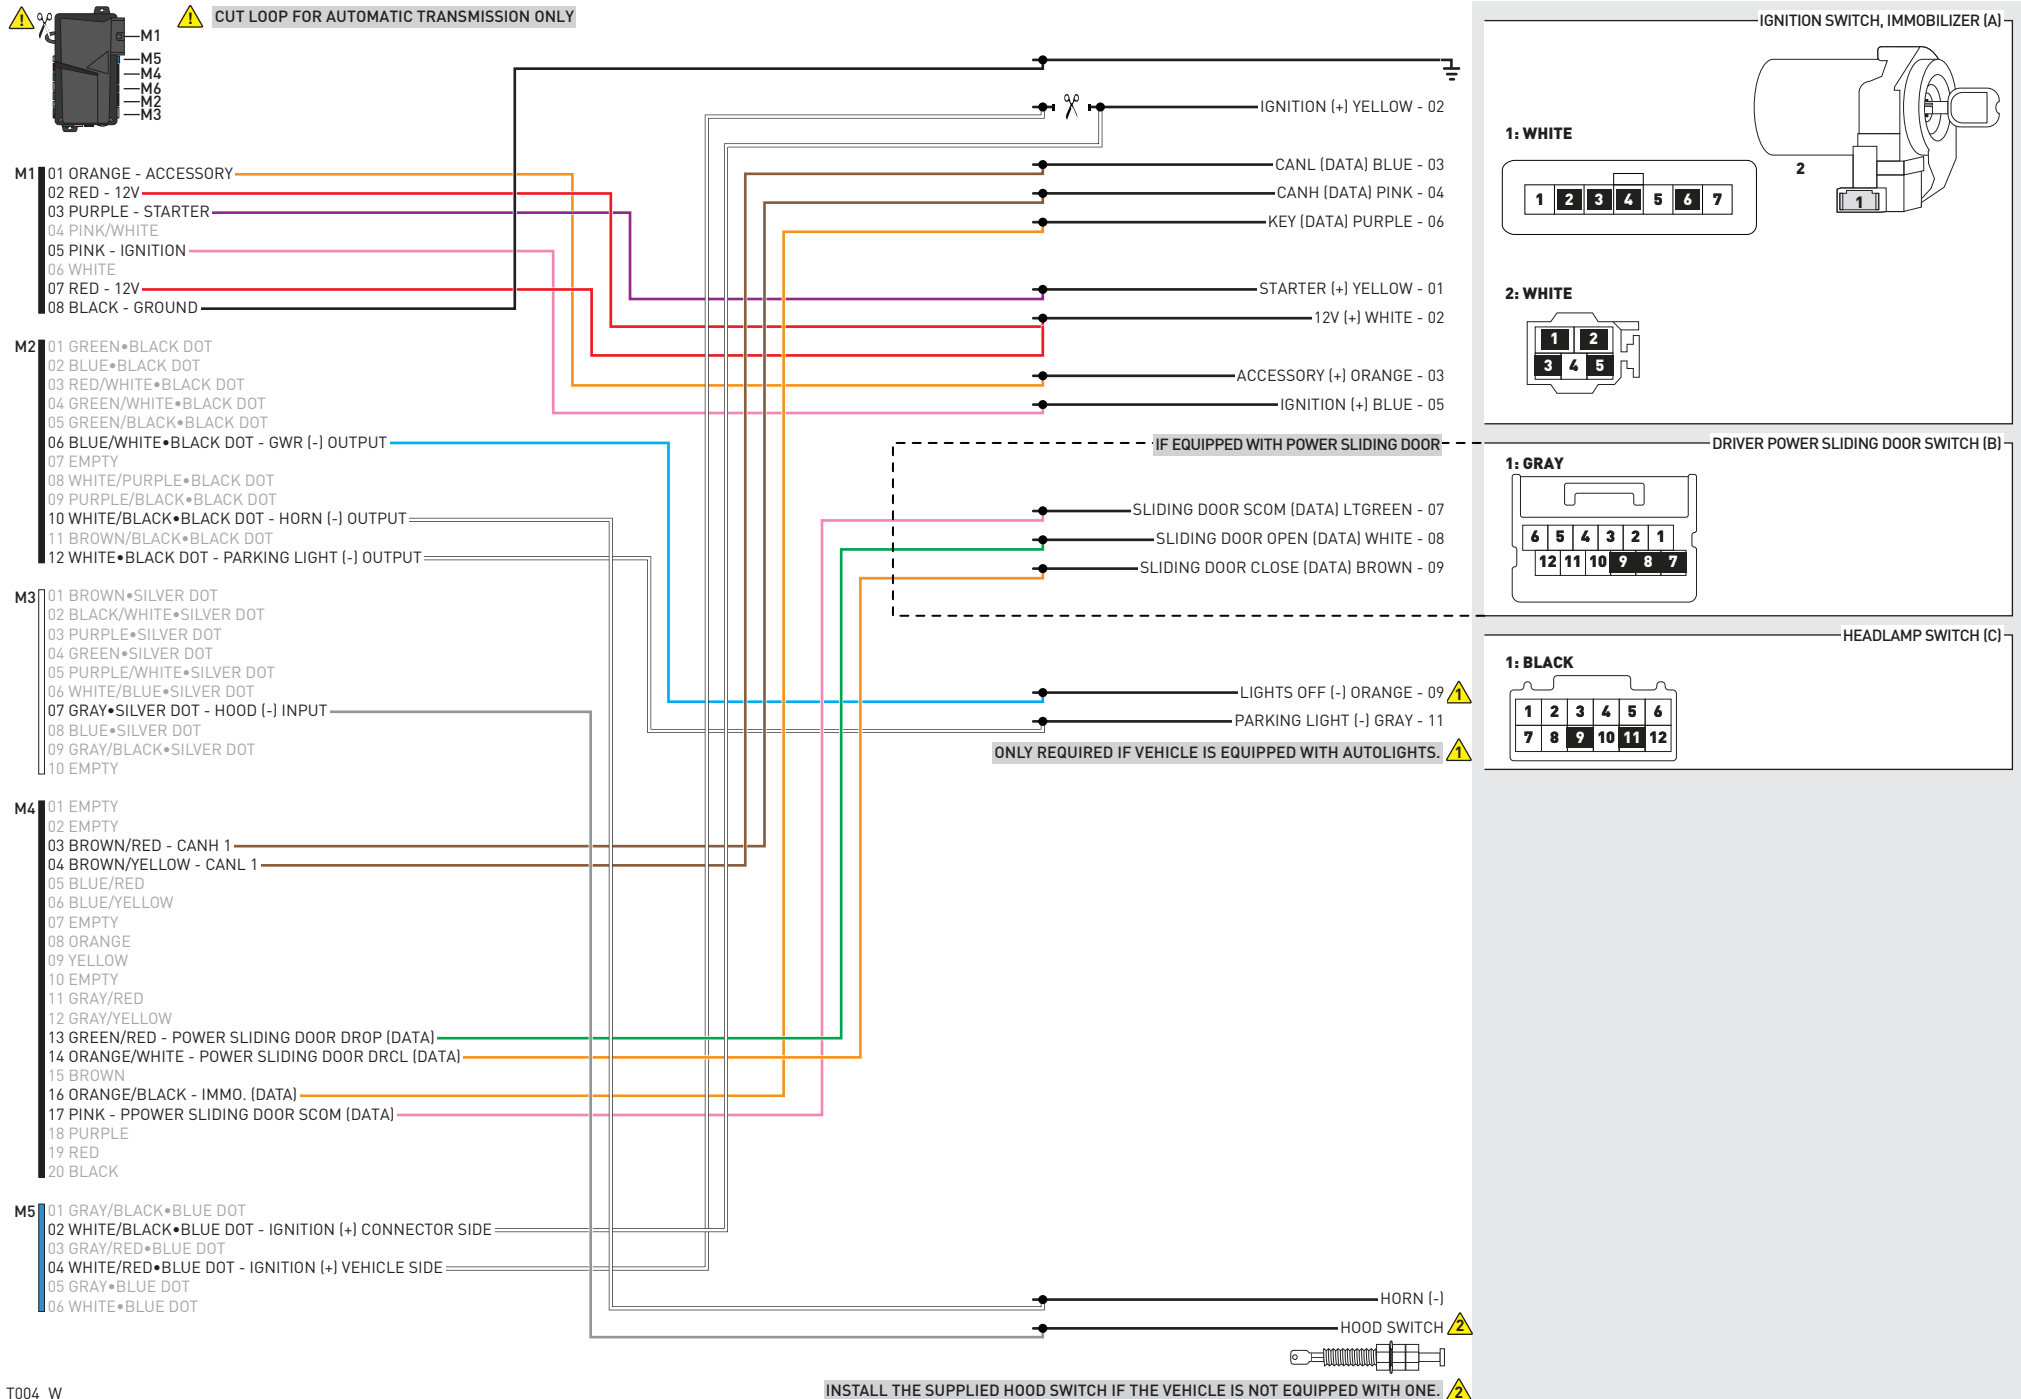 CUT LOOP FOR AUTOMATIC TRANSMISSION ONLY
M1
M5
M4
M6
M2
M3
M1
01 ORANGE - ACCESSORY
02 RED - 12V
03 PURPLE - STARTER
04 PINK/WHITE
05 PINK - IGNITION
06 WHITE
07 RED - 12V
08 BLACK - GROUND
M2
01 GREEN•BLACK DOT
02 BLUE•BLACK DOT
03 RED/WHITE•BLACK DOT
04 GREEN/WHITE•BLACK DOT
05 GREEN/BLACK•BLACK DOT
06 BLUE/WHITE•BLACK DOT - GWR (-) OUTPUT
07 EMPTY
08 WHITE/PURPLE•BLACK DOT
09 PURPLE/BLACK•BLACK DOT
10 WHITE/BLACK•BLACK DOT - HORN (-) OUTPUT
11 BROWN/BLACK•BLACK DOT
12 WHITE•BLACK DOT - PARKING LIGHT (-) OUTPUT
M3
01 BROWN•SILVER DOT
02 BLACK/WHITE•SILVER DOT
03 PURPLE•SILVER DOT
04 GREEN•SILVER DOT
05 PURPLE/WHITE•SILVER DOT
06 WHITE/BLUE•SILVER DOT
07 GRAY•SILVER DOT - HOOD (-) INPUT
08 BLUE•SILVER DOT
09 GRAY/BLACK•SILVER DOT
10 EMPTY
M4
01 EMPTY
02 EMPTY
03 BROWN/RED - CANH 1
04 BROWN/YELLOW - CANL 1
05 BLUE/RED
06 BLUE/YELLOW
07 EMPTY
08 ORANGE
09 YELLOW
10 EMPTY
11 GRAY/RED
12 GRAY/YELLOW
13 GREEN/RED - POWER SLIDING DOOR DROP (DATA)
14 ORANGE/WHITE - POWER SLIDING DOOR DRCL (DATA)
15 BROWN
16 ORANGE/BLACK - IMMO. (DATA)
17 PINK - PPOWER SLIDING DOOR SCOM (DATA)
18 PURPLE
19 RED
20 BLACK
M5
01 GRAY/BLACK•BLUE DOT
02 WHITE/BLACK•BLUE DOT - IGNITION (+) CONNECTOR SIDE
03 GRAY/RED•BLUE DOT
04 WHITE/RED•BLUE DOT - IGNITION (+) VEHICLE SIDE
05 GRAY•BLUE DOT
06 WHITE•BLUE DOT
T004_W
IGNITION (+) YELLOW - 02
CANL (DATA) BLUE - 03
CANH (DATA) PINK - 04
KEY (DATA) PURPLE - 06
STARTER (+) YELLOW - 01
12V (+) WHITE - 02
ACCESSORY (+) ORANGE - 03
IGNITION (+) BLUE - 05
IF EQUIPPED WITH POWER SLIDING DOOR
SLIDING DOOR SCOM (DATA) LTGREEN - 07
SLIDING DOOR OPEN (DATA) WHITE - 08
SLIDING DOOR CLOSE (DATA) BROWN - 09
LIGHTS OFF (-) ORANGE - 09 1
PARKING LIGHT (-) GRAY - 11
ONLY REQUIRED IF VEHICLE IS EQUIPPED WITH AUTOLIGHTS. 1
HORN (-)
HOOD SWITCH 2
INSTALL THE SUPPLIED HOOD SWITCH IF THE VEHICLE IS NOT EQUIPPED WITH ONE. 2
IGNITION SWITCH, IMMOBILIZER (A)
1: WHITE
1 2 3 4 5 6 7
2
1
2: WHITE
1 2
3 4 5
DRIVER POWER SLIDING DOOR SWITCH (B)
1: GRAY
6 5 4 3 2 1
12 11 10 9 8 7
HEADLAMP SWITCH (C)
1: BLACK
1 2 3 4 5 6
7 8 9 10 11 12